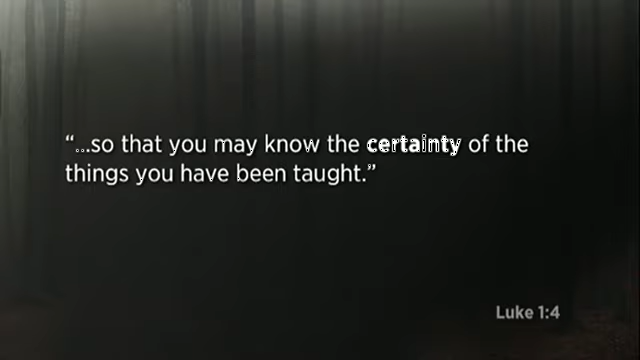 “...so that you may know the certainty of the
things you have been taught.”
Luke 1:4